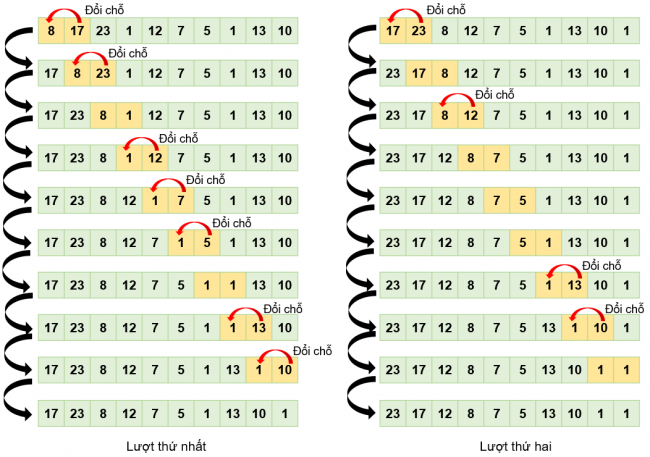 Đổi chỗ
8 17 23 1 12 7 5 1 13 10
Đổi chỗ
17 8 23 1 12 7 5 1 13 10
17 23 8 1 12 7 5 1 13 10
Đổi chỗ
17 23 8 1 12 7 5 1 13 10
Đổi chỗ
17 23 8 12 1 7 5 1 13 10
Đổi chỗ
17 23 8 12 7 1 5 1 13 10
17 23 8 12 7 5 1 1 13 10
Đổi chỗ
17 23 8 12 7 5 1 1 13 10
Đổi chỗ
17 23 8 12 7 5 1 13 1 10
17 23 8 12 7 5 1 13 10 1
Lượt thứ nhất
Đổi chỗ
17 23 8 12 7 5 1 13 10 1
23 17 8 12 7 5 1 13 10 1
Đổi chỗ
23 17 8 12 7 5 1 13 10 1
23 17 12 8 7 5 1 13 10 1
23 17 12 8 7 5 1 13 10 1
23 17 12 8 7 5 1 13 10 1
Đổi chỗ
23 17 12 8 7 5 1 13 10 1
Đổi chỗ
23 17 12 8 7 5 13 1 10 1
23 17 12 8 7 5 13 10 1 1
23 17 12 8 7 5 13 10 1 1
Lượt thứ hai